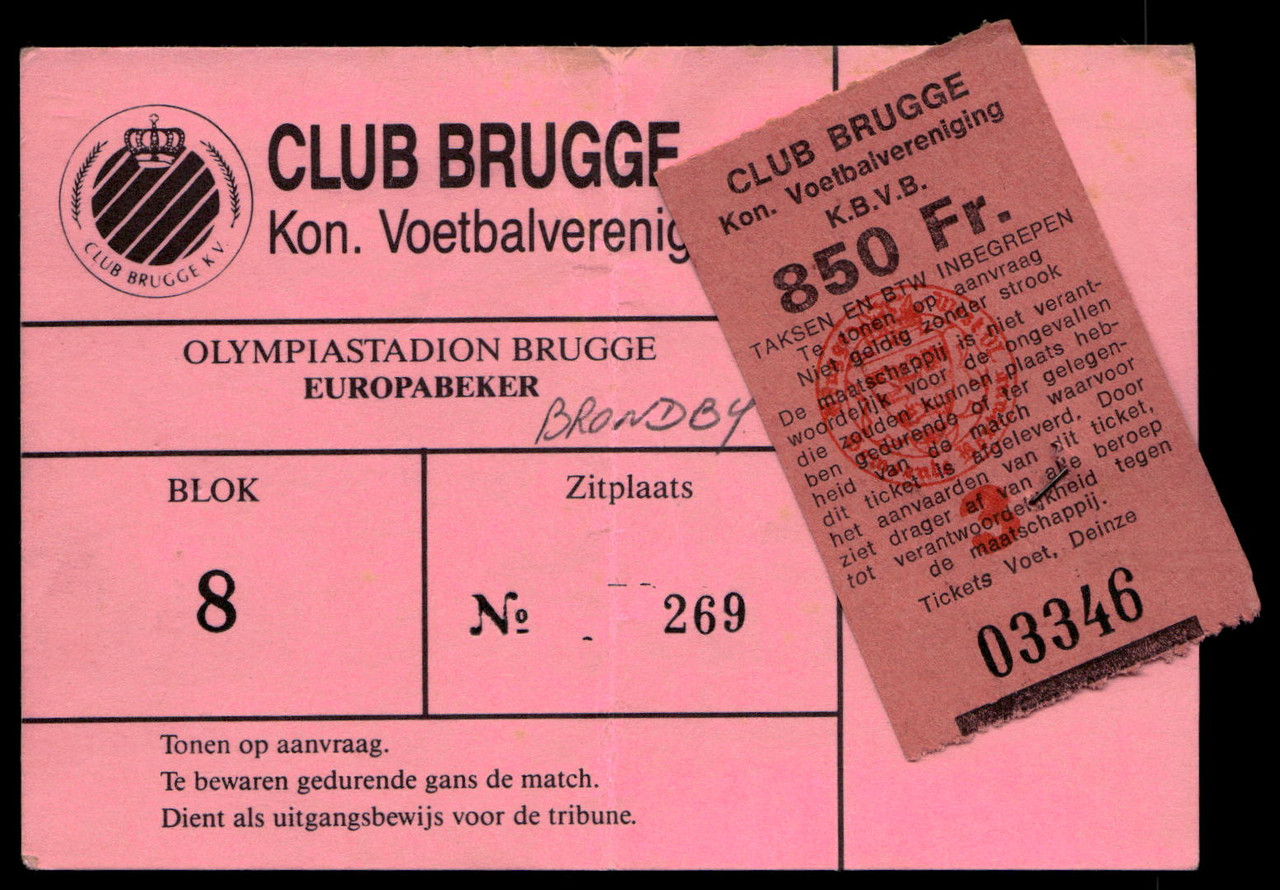 CLUB BRUGGE K.V.
CLUB BRUGGE
Kon. Voetbalverenig
OLYMPIASTADION BRUGGE
EUROPABEKER
BRONDBY
BLOK
Zitplaats
8
№ 269
Tonen op aanvraag.
Te bewaren gedurende gans de match.
Dient als uitgangsbewijs voor de tribune.
CLUB BRUGGE
Kon. Voetbalvereniging
K.B.V.B.
850 Fr.
TAKSEN EN BTW INBEGREPEN
Te tonen op aanvraag
Niet geldig zonder strook
De maatschappij is niet verant-
woordelijk voor de ongevallen
die zouden kunnen plaats heb-
ben gedurende of ter gelegen-
heid van de match waarvoor
dit ticket is afgeleverd. Door
het aanvaarden van dit ticket,
ziet drager af van alle beroep
tot verantwoordelijkheid tegen
de maatschappij.
Tickets Voet, Deinze
3
03346